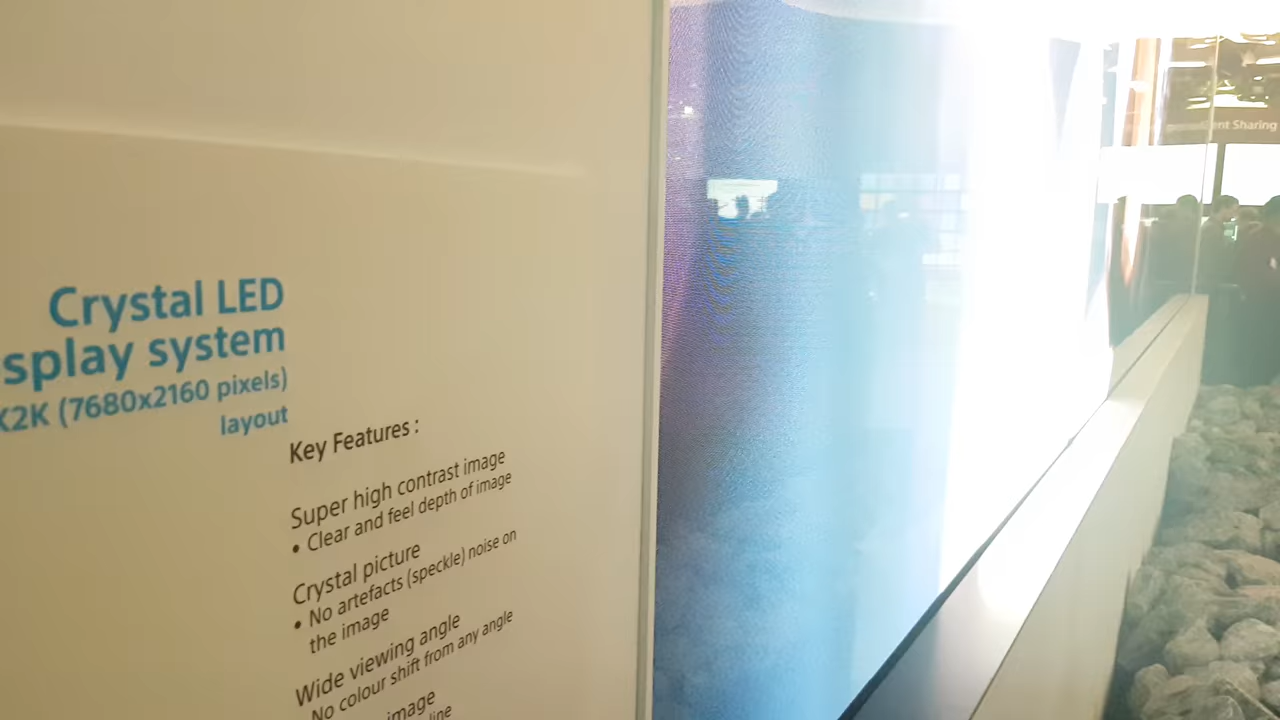 Crystal LED
splay system
K2K (7680x2160 pixels)
layout
Key Features :
Super high contrast image
• Clear and feel depth of image
Crystal picture
• No artefacts (speckle) noise on
the image
Wide viewing angle
No colour shift from any angle
image
line
Sharing